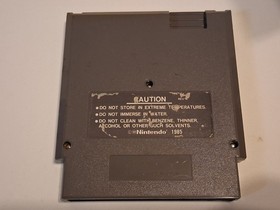 CAUTION
• DO NOT STORE IN EXTREME TEMPERATURES.
• DO NOT IMMERSE IN WATER.
• DO NOT CLEAN WITH BENZENE, THINNER,
ALCOHOL OR OTHER SUCH SOLVENTS.
Nintendo 1985